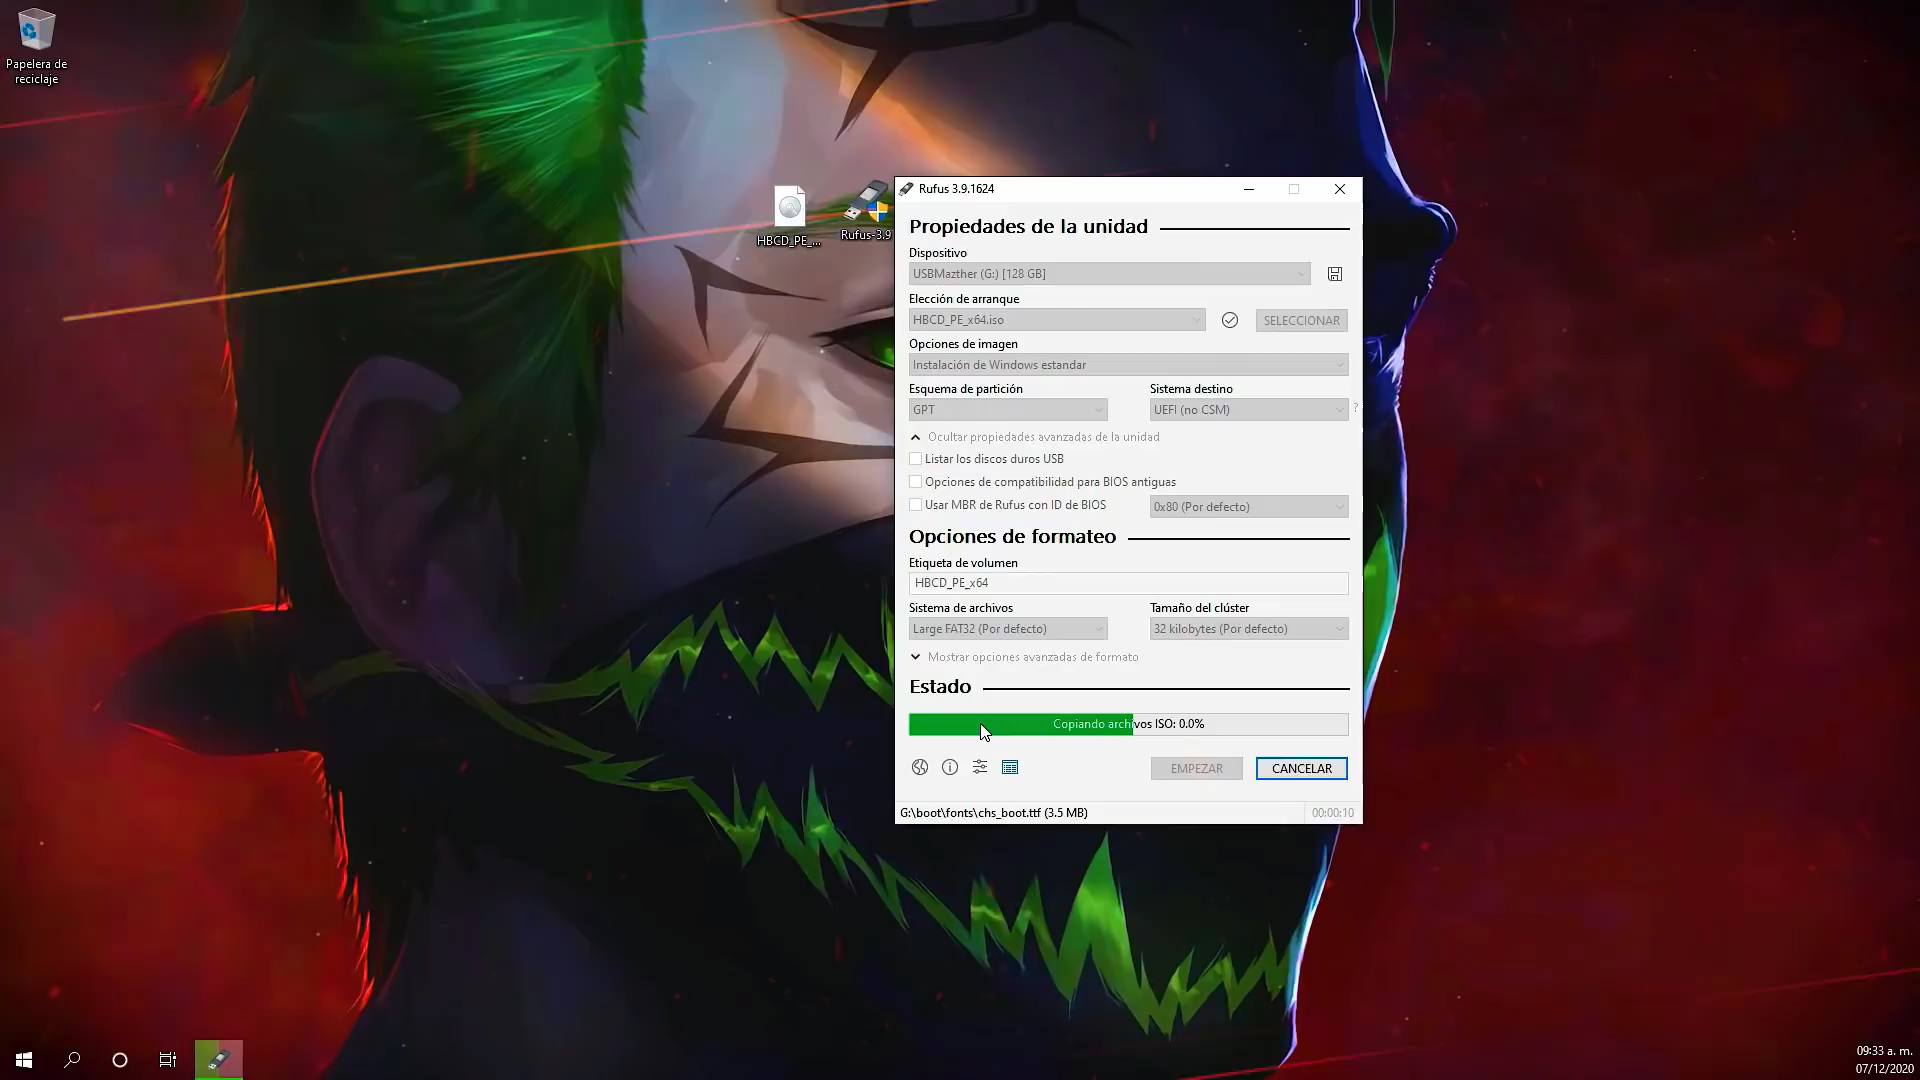 Papelera de
reciclaje
HBCD_PE_...
Rufus-3.9
Rufus 3.9.1624
Propiedades de la unidad
Dispositivo
USBMazther (G:) [128 GB]
Elección de arranque
HBCD_PE_x64.iso
SELECCIONAR
Opciones de imagen
Instalación de Windows estandar
Esquema de partición
Sistema destino
GPT
UEFI (no CSM)
?
Ocultar propiedades avanzadas de la unidad
Listar los discos duros USB
Opciones de compatibilidad para BIOS antiguas
Usar MBR de Rufus con ID de BIOS
0x80 (Por defecto)
Opciones de formateo
Etiqueta de volumen
HBCD_PE_x64
Sistema de archivos
Tamaño del clúster
Large FAT32 (Por defecto)
32 kilobytes (Por defecto)
Mostrar opciones avanzadas de formato
Estado
Copiando archivos ISO: 0.0%
EMPEZAR
CANCELAR
G:\boot\fonts\chs_boot.ttf (3.5 MB)
00:00:10
09:33 a. m.
07/12/2020